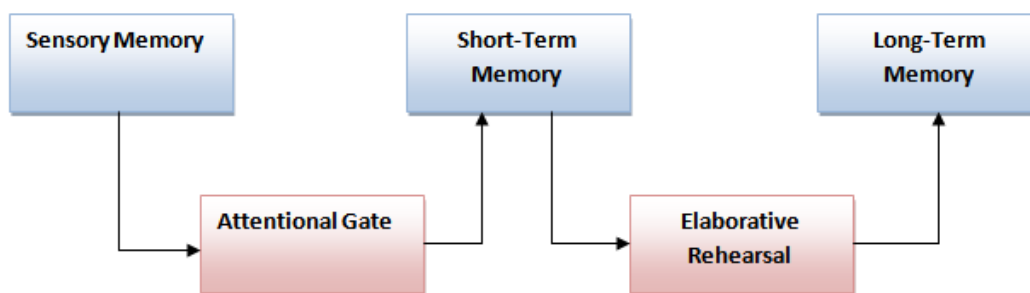 Sensory Memory
Short-Term
Memory
Long-Term
Memory
Attentional Gate
Elaborative
Rehearsal